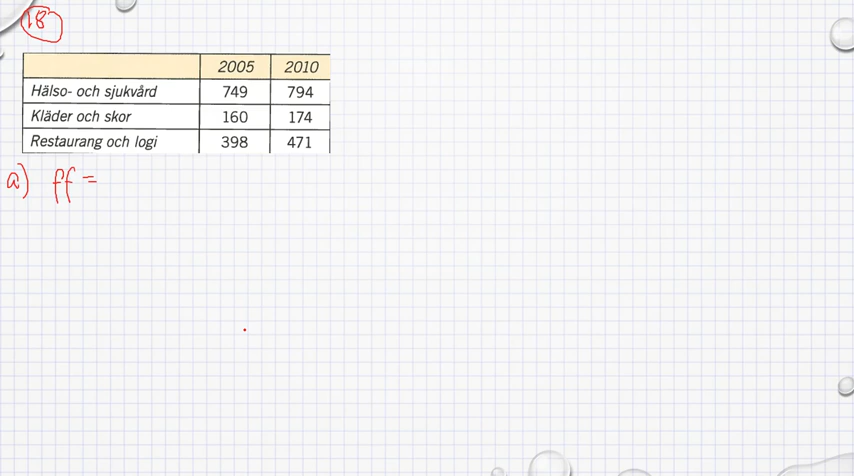 18
2005 2010
Hälso- och sjukvård 749 794
Kläder och skor 160 174
Restaurang och logi 398 471
a) ff =